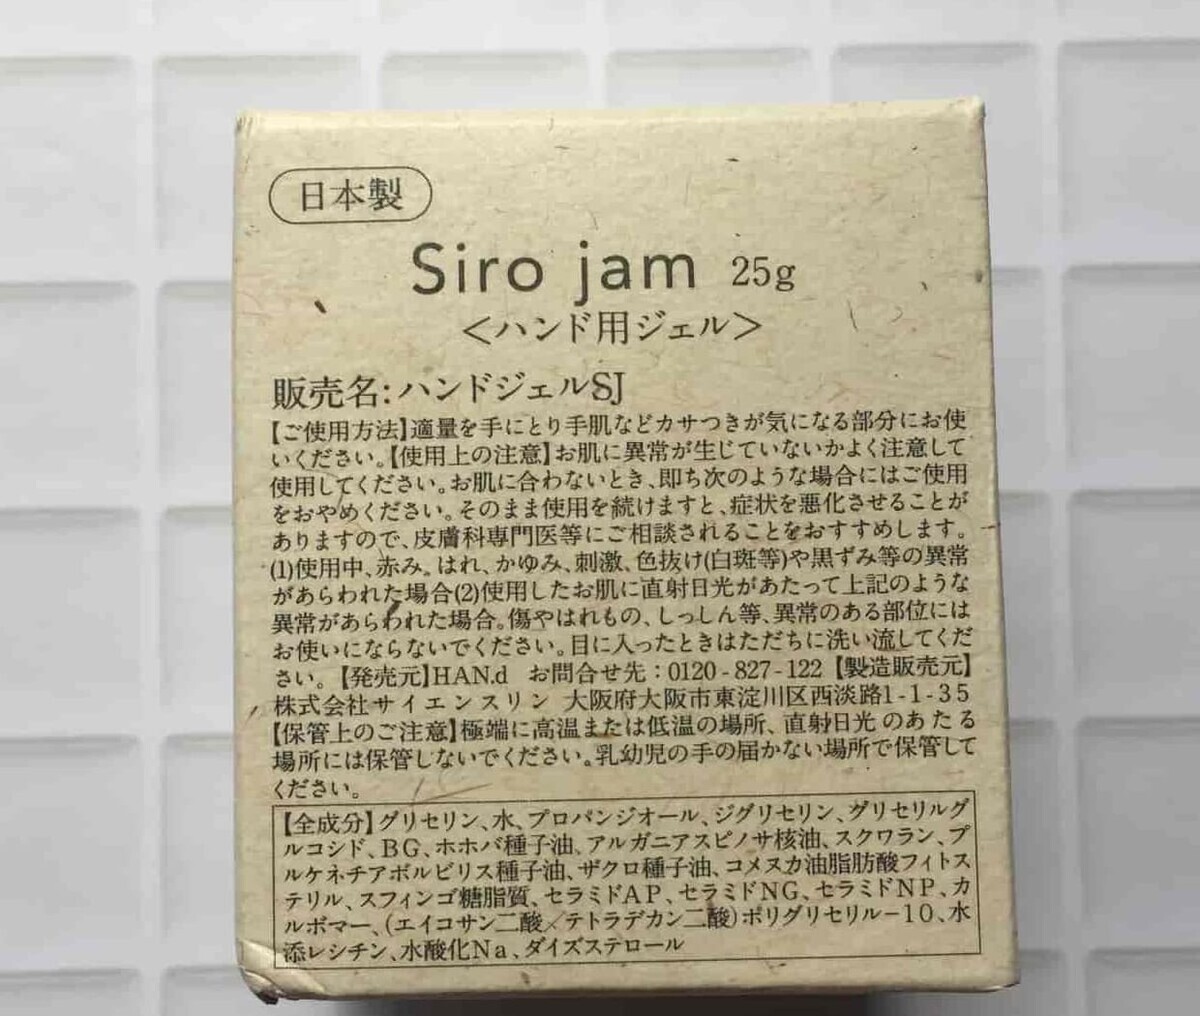 日本製
Siro jam 25g
＜ハンド用ジェル＞
販売名:ハンドジェルSJ
【ご使用方法】適量を手にとり手肌などカサつきが気になる部分にお使
いください。【使用上の注意】お肌に異常が生じていないかよく注意して
使用してください。お肌に合わないとき、即ち次のような場合にはご使用
をおやめください。そのまま使用を続けますと、症状を悪化させることが
ありますので、皮膚科専門医等にご相談されることをおすすめします。
(1)使用中、赤み。はれ、かゆみ、刺激、色抜け(白斑等)や黒ずみ等の異常
があらわれた場合(2)使用したお肌に直射日光があたって上記のような
異常があらわれた場合。傷やはれもの、しっしん等、異常のある部位には
お使いにならないでください。目に入ったときはただちに洗い流してくだ
さい。【発売元】HAN.d お問合せ先：0120-827-122【製造販売元】
株式会社サイエンスリン 大阪府大阪市東淀川区西淡路1-1-35
【保管上のご注意】極端に高温または低温の場所、直射日光のあたる
場所には保管しないでください。乳幼児の手の届かない場所で保管して
ください。
【全成分】グリセリン、水、プロパンジオール、ジグリセリン、グリセリルグ
ルコシド、BG、ホホバ種子油、アルガニアスピノサ核油、スクワラン、プ
ルケネチアボルビリス種子油、ザクロ種子油、コメヌカ油脂肪酸フィトス
テリル、スフィンゴ糖脂質、セラミドAP、セラミドNG、セラミドNP、カ
ルボマー、(エイコサン二酸/テトラデカン二酸)ポリグリセリル-10、水
添レシチン、水酸化Na、ダイズステロール